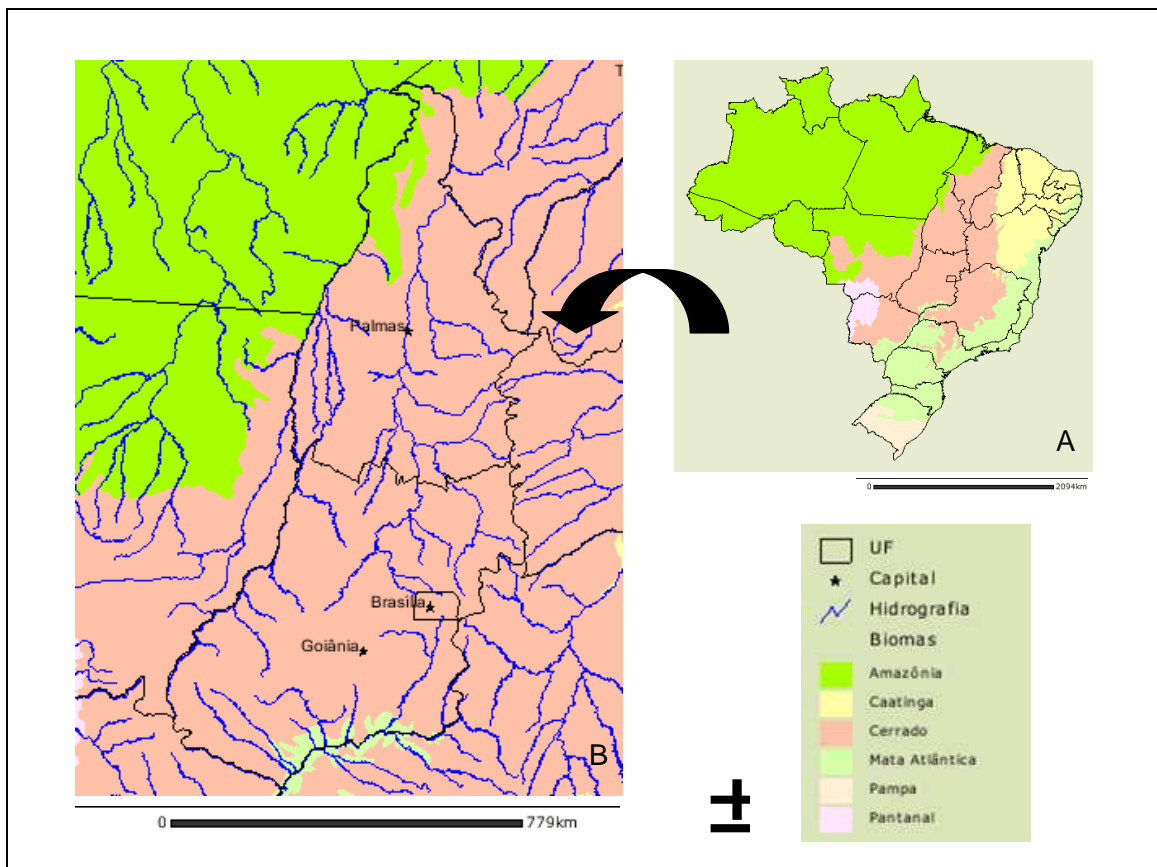 T
Palmas
Brasília
Goiânia
B
0 779km
A
0 2094km
UF
Capital
Hidrografia
Biomas
Amazônia
Caatinga
Cerrado
Mata Atlântica
Pampa
Pantanal
±